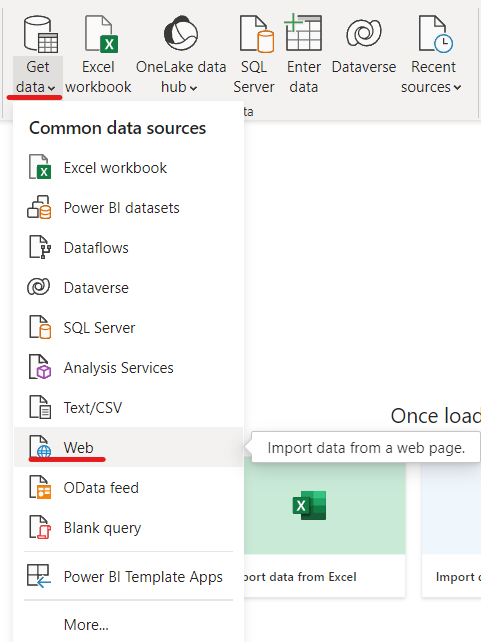 Get
data
Excel
workbook
OneLake data
hub
SQL
Server
Enter
data
Dataverse
Recent
sources
ta
Common data sources
Excel workbook
Power BI datasets
Dataflows
Dataverse
SQL Server
Analysis Services
Text/CSV
Once load
Web
Import data from a web page.
OData feed
Blank query
Power BI Template Apps
port data from Excel
Import d
More...